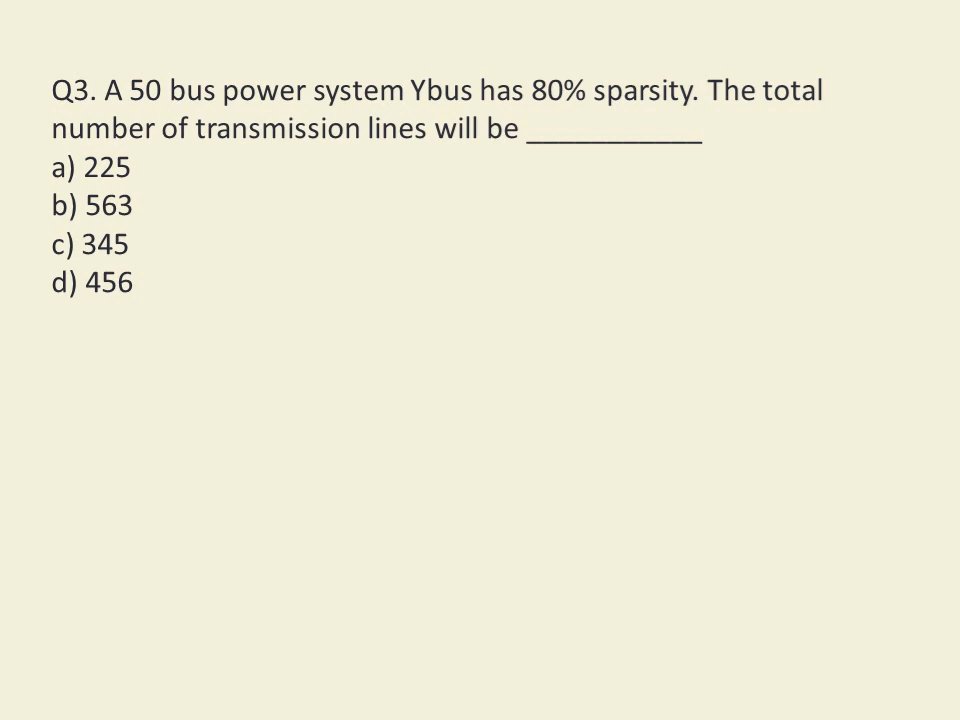 Q3. A 50 bus power system Ybus has 80% sparsity. The total
number of transmission lines will be ___________
a) 225
b) 563
c) 345
d) 456